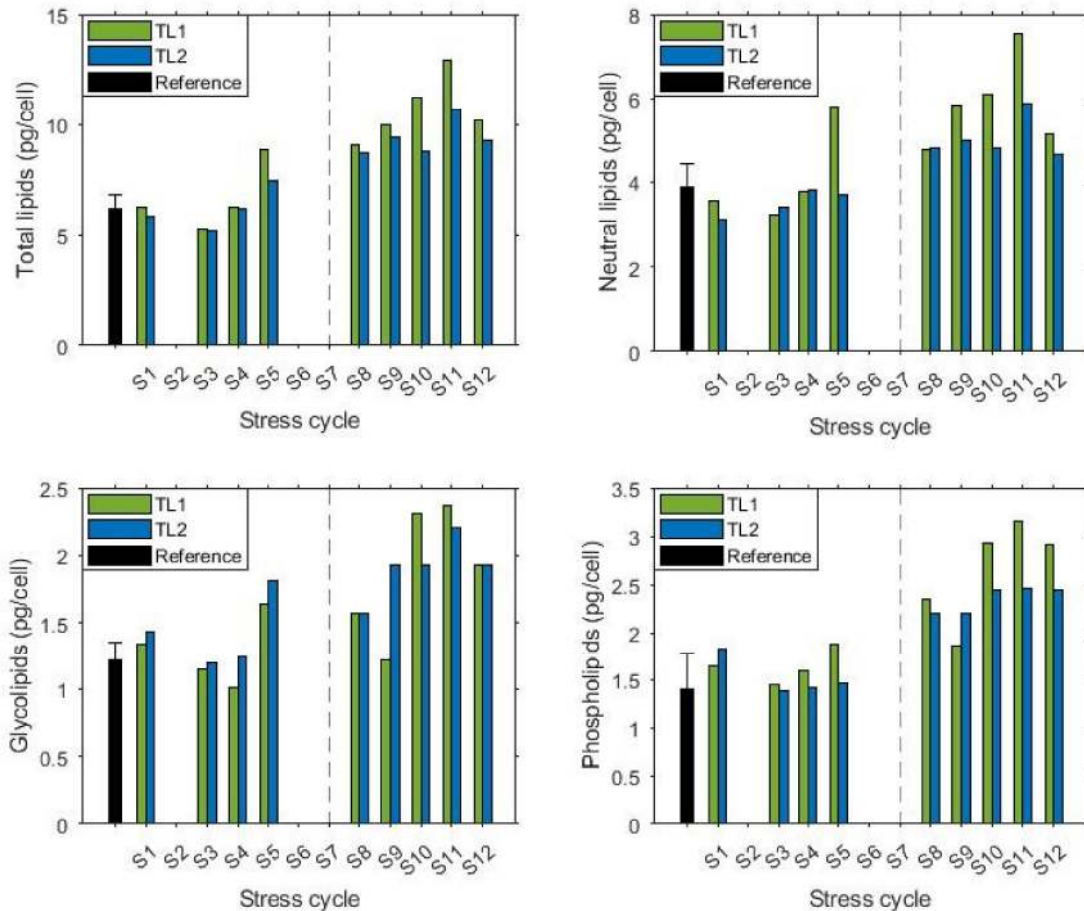 Total lipids (pg/cell)
15
10
5
0
TL1
TL2
Reference
S1 S2 S3 S4 S5 S6 S7 S8 S9 S10 S11 S12
Stress cycle
Neutral lipids (pg/cell)
8
6
4
2
0
TL1
TL2
Reference
S1 S2 S3 S4 S5 S6 S7 S8 S9 S10 S11 S12
Stress cycle
Glycolipids (pg/cell)
2.5
2
1.5
1
0.5
0
TL1
TL2
Reference
S1 S2 S3 S4 S5 S6 S7 S8 S9 S10 S11 S12
Stress cycle
Phospholipids (pg/cell)
3.5
3
2.5
2
1.5
1
0.5
0
TL1
TL2
Reference
S1 S2 S3 S4 S5 S6 S7 S8 S9 S10 S11 S12
Stress cycle